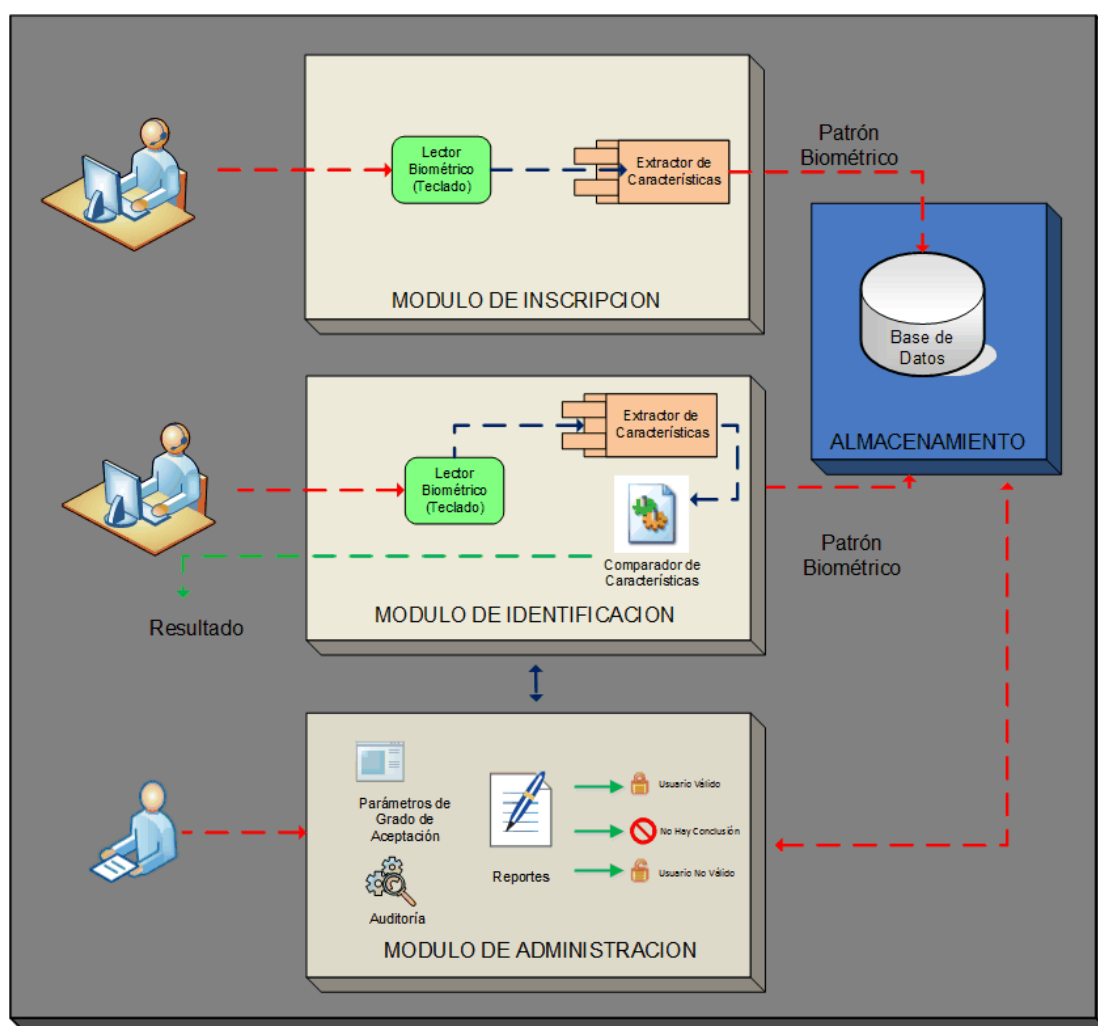 Lector
Biométrico
(Teclado)
Extractor de
Características
MODULO DE INSCRIPCION
Patrón
Biométrico
Base de
Datos
ALMACENAMIENTO
Extractor de
Características
Lector
Biométrico
(Teclado)
Comparador de
Características
MODULO DE IDENTIFICACION
Resultado
Patrón
Biométrico
Parámetros de
Grado de
Aceptación
Auditoría
Reportes
Usuario Válido
No Hay Conclusión
Usuario No Válido
MODULO DE ADMINISTRACION